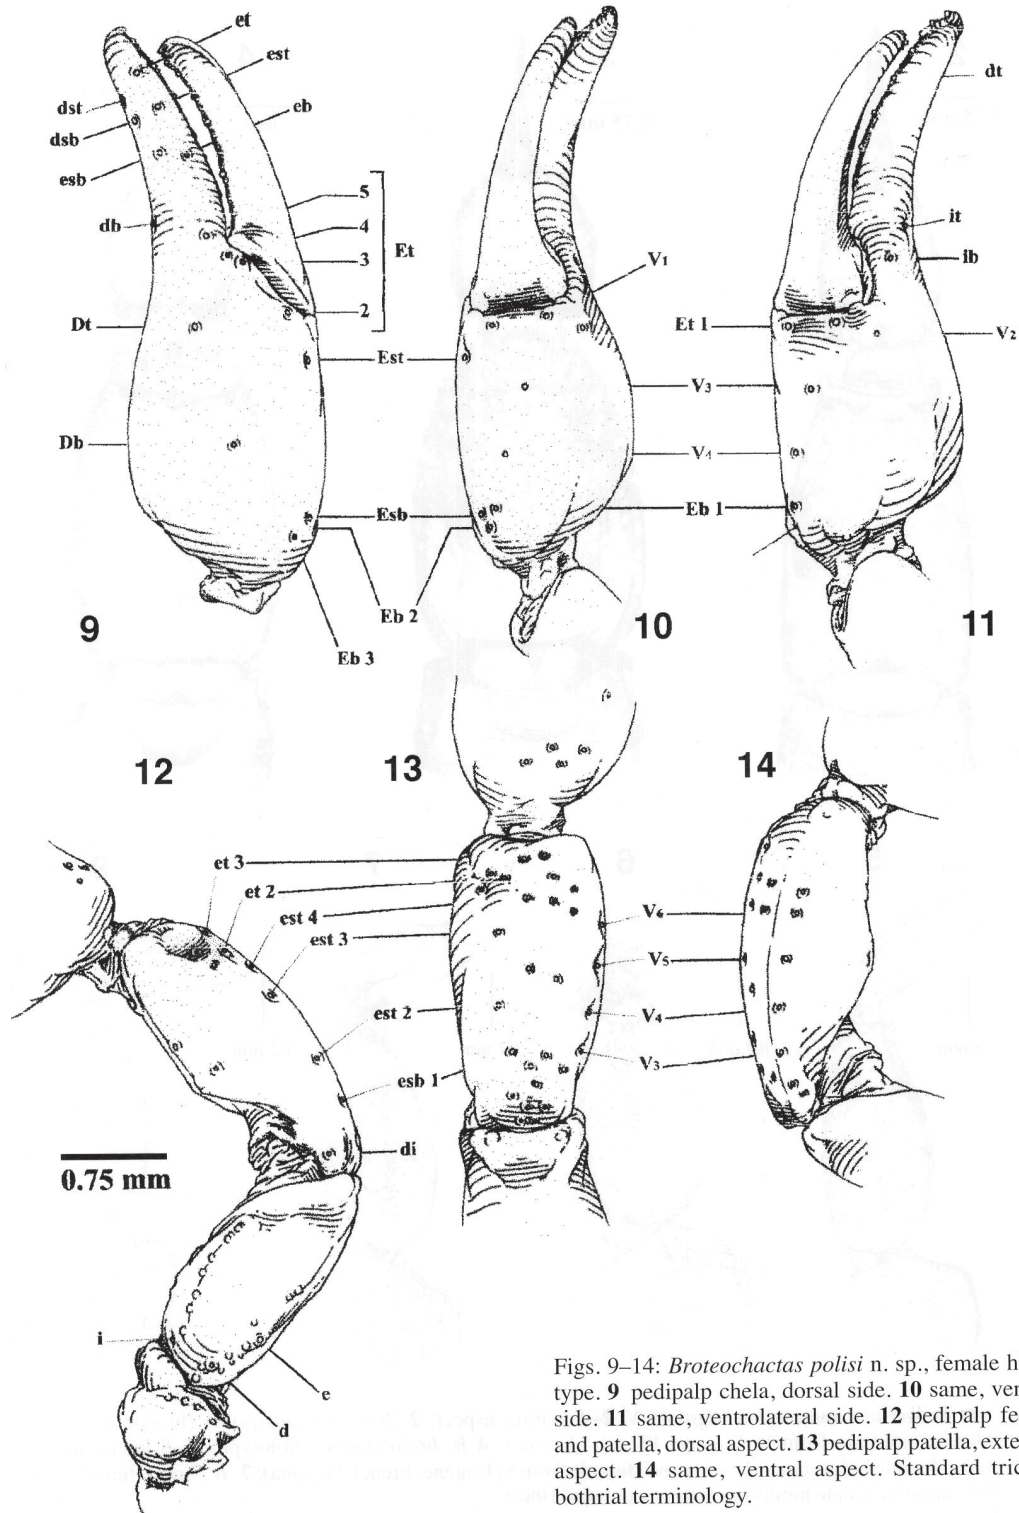 et
est
dt
dst
eb
dsb
esb
5
it
db
4
Et
3
V1
ib
2
Dt
Et 1
V2
Est
V3
Db
V4
Esb
Eb 1
Eb 2
9
10
11
Eb 3
12
13
14
et 3
et 2
est 4
V6
est 3
V5
est 2
V4
V3
esb 1
di
0.75 mm
i
e
d
Figs. 9–14: Broteochactas polisi n. sp., female h
type. 9 pedipalp chela, dorsal side. 10 same, ven
side. 11 same, ventrolateral side. 12 pedipalp fe
and patella, dorsal aspect. 13 pedipalp patella, exte
aspect. 14 same, ventral aspect. Standard tric
bothrial terminology.